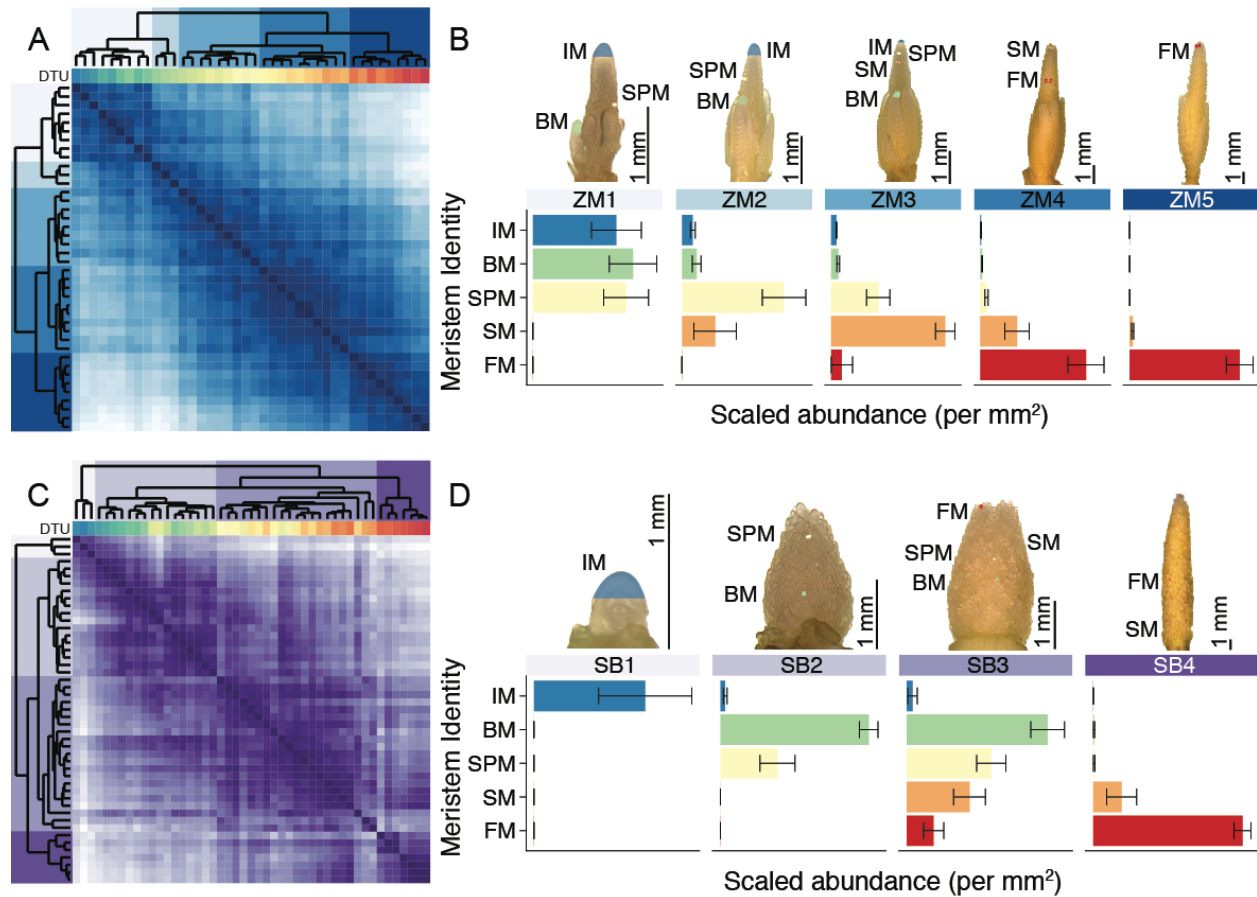 A
DTU
B
IM
BM
SPM
1 mm
IM
SPM
BM
1 mm
IM
SPM
SM
BM
1 mm
SM
FM
1 mm
FM
1 mm
ZM1 ZM2 ZM3 ZM4 ZM5
Meristem Identity
IM
BM
SPM
SM
FM
Scaled abundance (per mm²)
C
DTU
D
IM
1 mm
SPM
BM
1 mm
FM
SPM
SM
BM
1 mm
FM
SM
1 mm
SB1 SB2 SB3 SB4
Meristem Identity
IM
BM
SPM
SM
FM
Scaled abundance (per mm²)